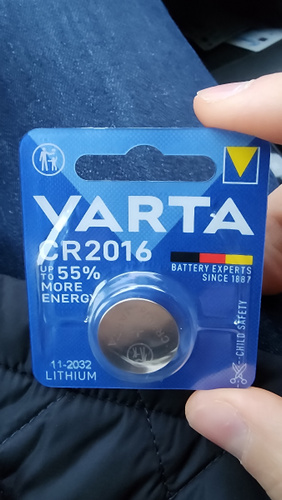 VARTA
CR2016
UP TO 55%
MORE
ENERGY
BATTERY EXPERTS
SINCE 1887
11-2032
LITHIUM
CHILD SAFETY